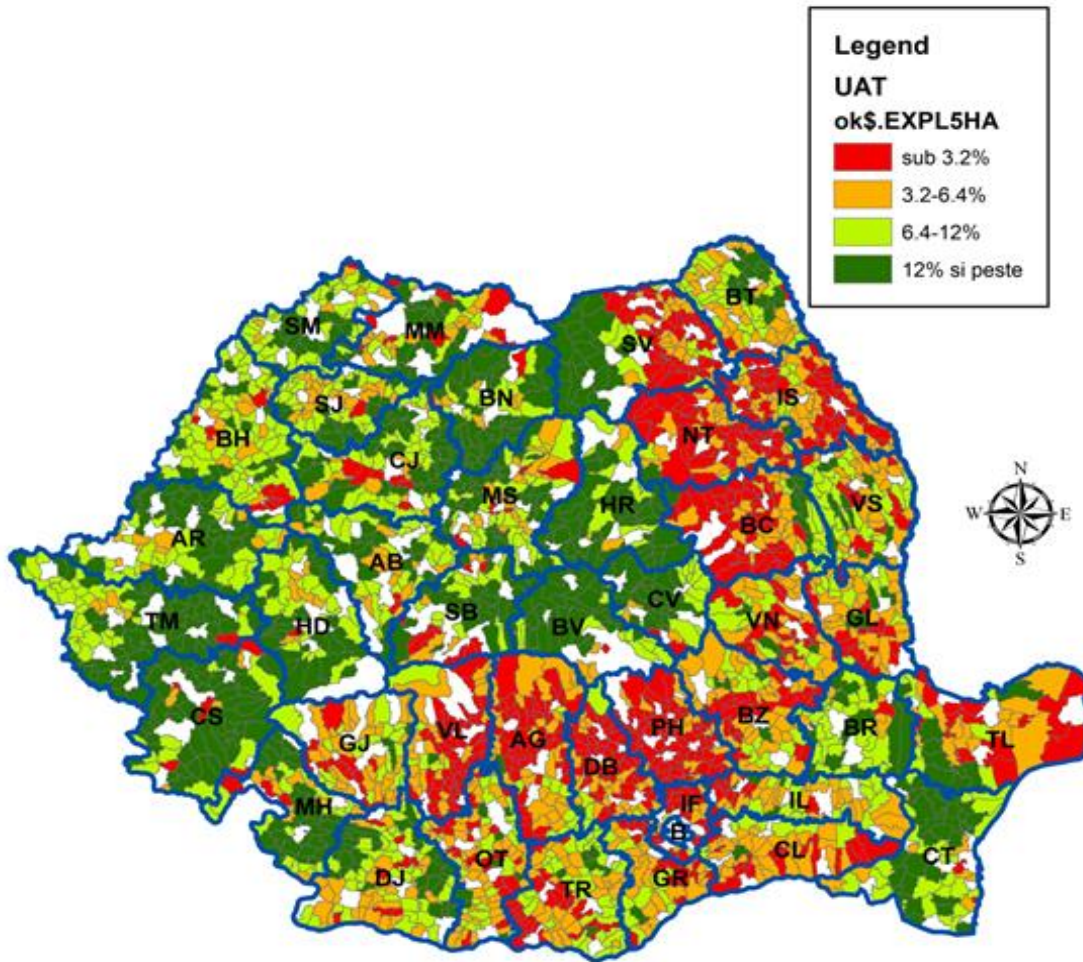 Legend
UAT
ok$.EXPL5HA
sub 3.2%
3.2-6.4%
6.4-12%
12% si peste
BT
SM
MM
SV
IS
BN
SJ
BH
NT
CJ
MS
HR
BC
VS
AR
AB
SB
CV
TM
HD
BV
VN
GL
CS
GJ
VL
AG
PH
BZ
BR
TL
DB
MH
IF
IL
B
CL
CT
OT
DJ
TR
GR
N
W E
S